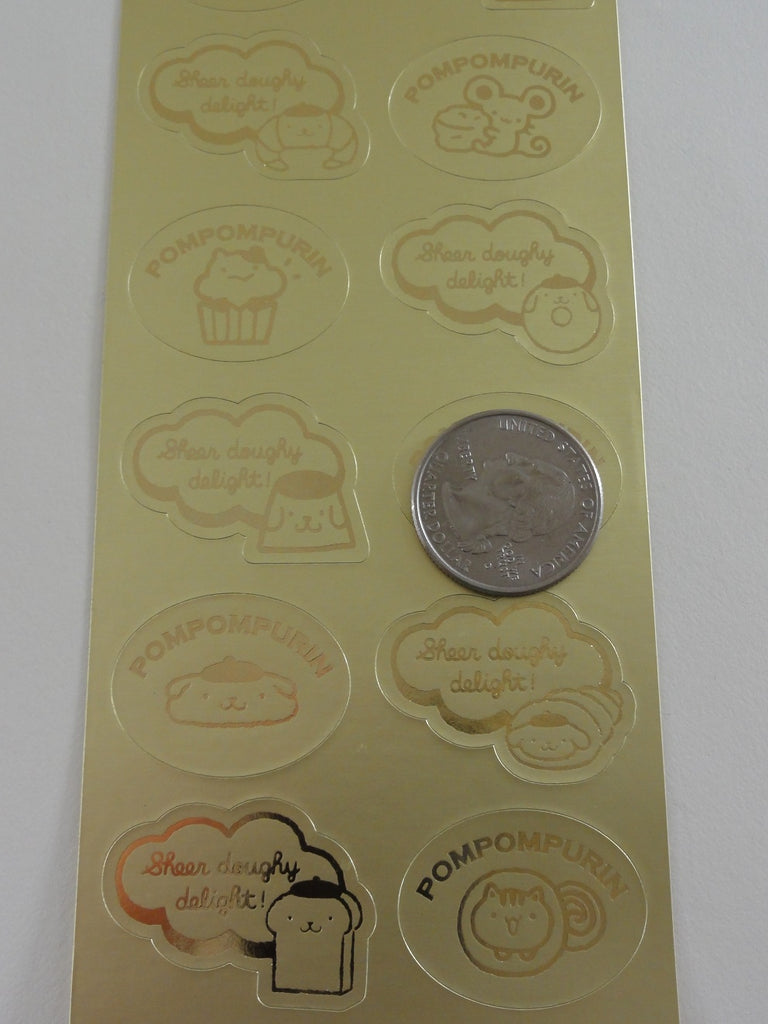 Sheer doughy
delight!
POMPOMPURIN
POMPOMPURIN
Sheer doughy
delight!
Sheer doughy
delight!
UNITED STATES OF AMERICA
LIBERTY
QUARTER DOLLAR
POMPOMPURIN
Sheer doughy
delight!
Sheer doughy
delight!
POMPOMPURIN